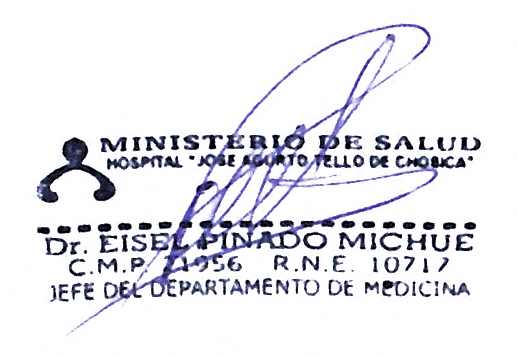 MINISTERIO DE SALUD
HOSPITAL "JOSE AGURTO TELLO DE CHOSICA"
Dr. EISEL PINADO MICHUE
C.M.P. R.N.E. 10717
JEFE DEL DEPARTAMENTO DE MEDICINA